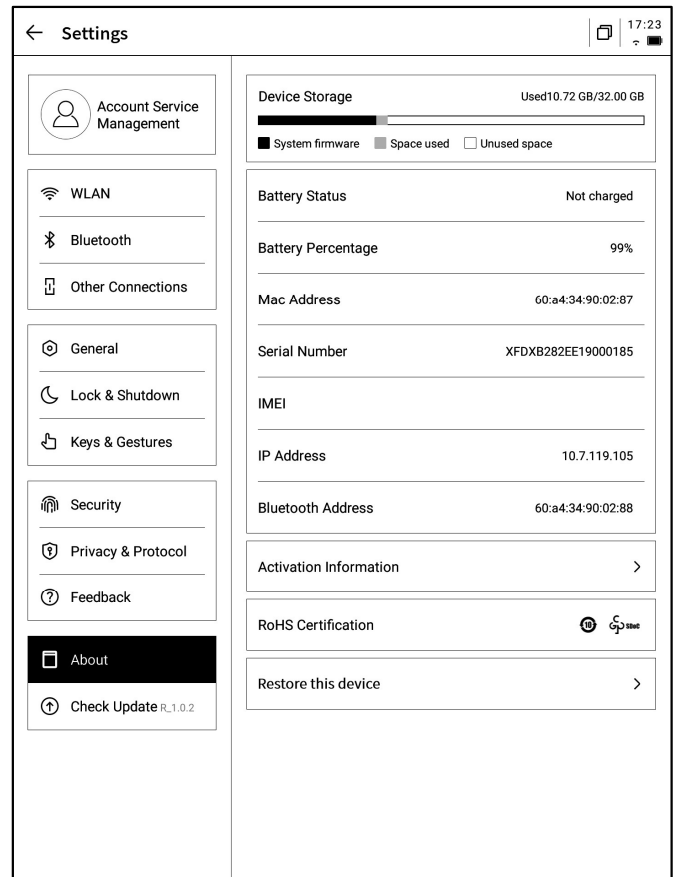 Settings
17:23
Account Service
Management
WLAN
Bluetooth
Other Connections
General
Lock & Shutdown
Keys & Gestures
Security
Privacy & Protocol
Feedback
About
Check Update R_1.0.2
Device Storage Used10.72 GB/32.00 GB
System firmware Space used Unused space
Battery Status Not charged
Battery Percentage 99%
Mac Address 60:a4:34:90:02:87
Serial Number XFDXB282EE19000185
IMEI
IP Address 10.7.119.105
Bluetooth Address 60:a4:34:90:02:88
Activation Information
RoHS Certification 10
Restore this device